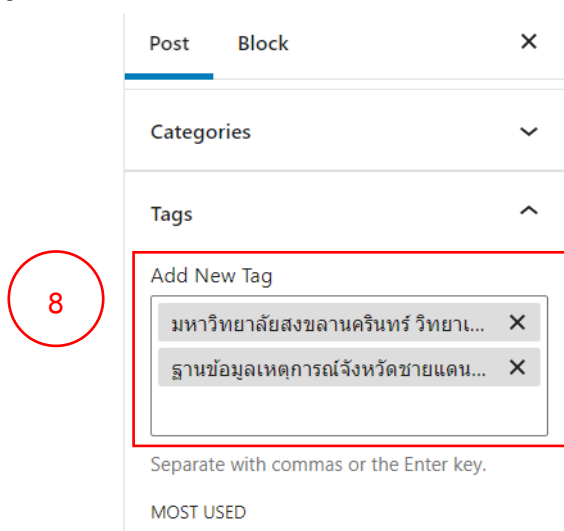 Post Block ×
Categories
Tags
8
Add New Tag
มหาวิทยาลัยสงขลานครินทร์ วิทยาเ... ×
ฐานข้อมูลเหตุการณ์จังหวัดชายแดน... ×
Separate with commas or the Enter key.
MOST USED